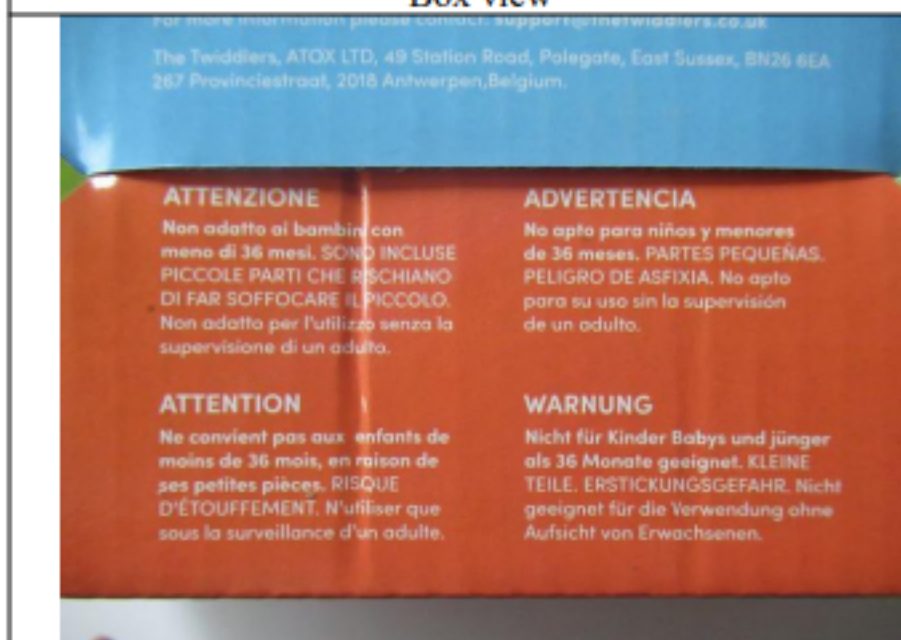 Box view
For more information please contact: support@thetwiddlers.co.uk
The Twiddlers, ATOX LTD, 49 Station Road, Polegate, East Sussex, BN26 6EA
267 Provinciestraat, 2018 Antwerpen,Belgium.
ATTENZIONE
Non adatto ai bambini con
meno di 36 mesi. SONO INCLUSE
PICCOLE PARTI CHE RISCHIANO
DI FAR SOFFOCARE IL PICCOLO.
Non adatto per l'utilizzo senza la
supervisione di un adulto.
ADVERTENCIA
No apto para niños y menores
de 36 meses. PARTES PEQUEÑAS.
PELIGRO DE ASFIXIA. No apto
para su uso sin la supervisión
de un adulto.
ATTENTION
Ne convient pas aux enfants de
moins de 36 mois, en raison de
ses petites pièces. RISQUE
D'ÉTOUFFEMENT. N'utiliser que
sous la surveillance d'un adulte.
WARNUNG
Nicht für Kinder Babys und jünger
als 36 Monate geeignet. KLEINE
TEILE. ERSTICKUNGSGEFAHR. Nicht
geeignet für die Verwendung ohne
Aufsicht von Erwachsenen.